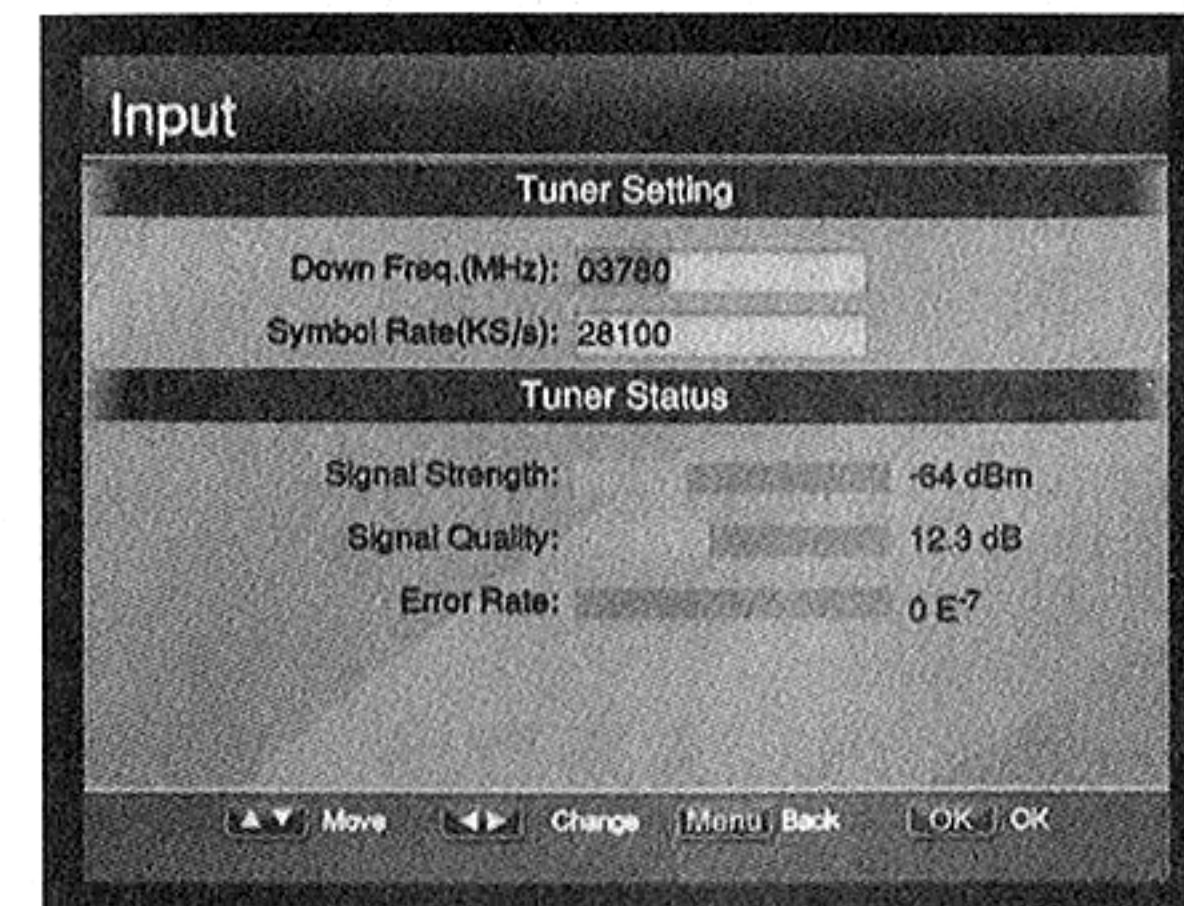 Input
Tuner Setting
Down Freq.(MHz): 03780
Symbol Rate(KS/s): 28100
Tuner Status
Signal Strength: -64 dBm
Signal Quality: 12.3 dB
Error Rate: 0 E-7
▲▼ Move ◄► Change Menu Back OK OK